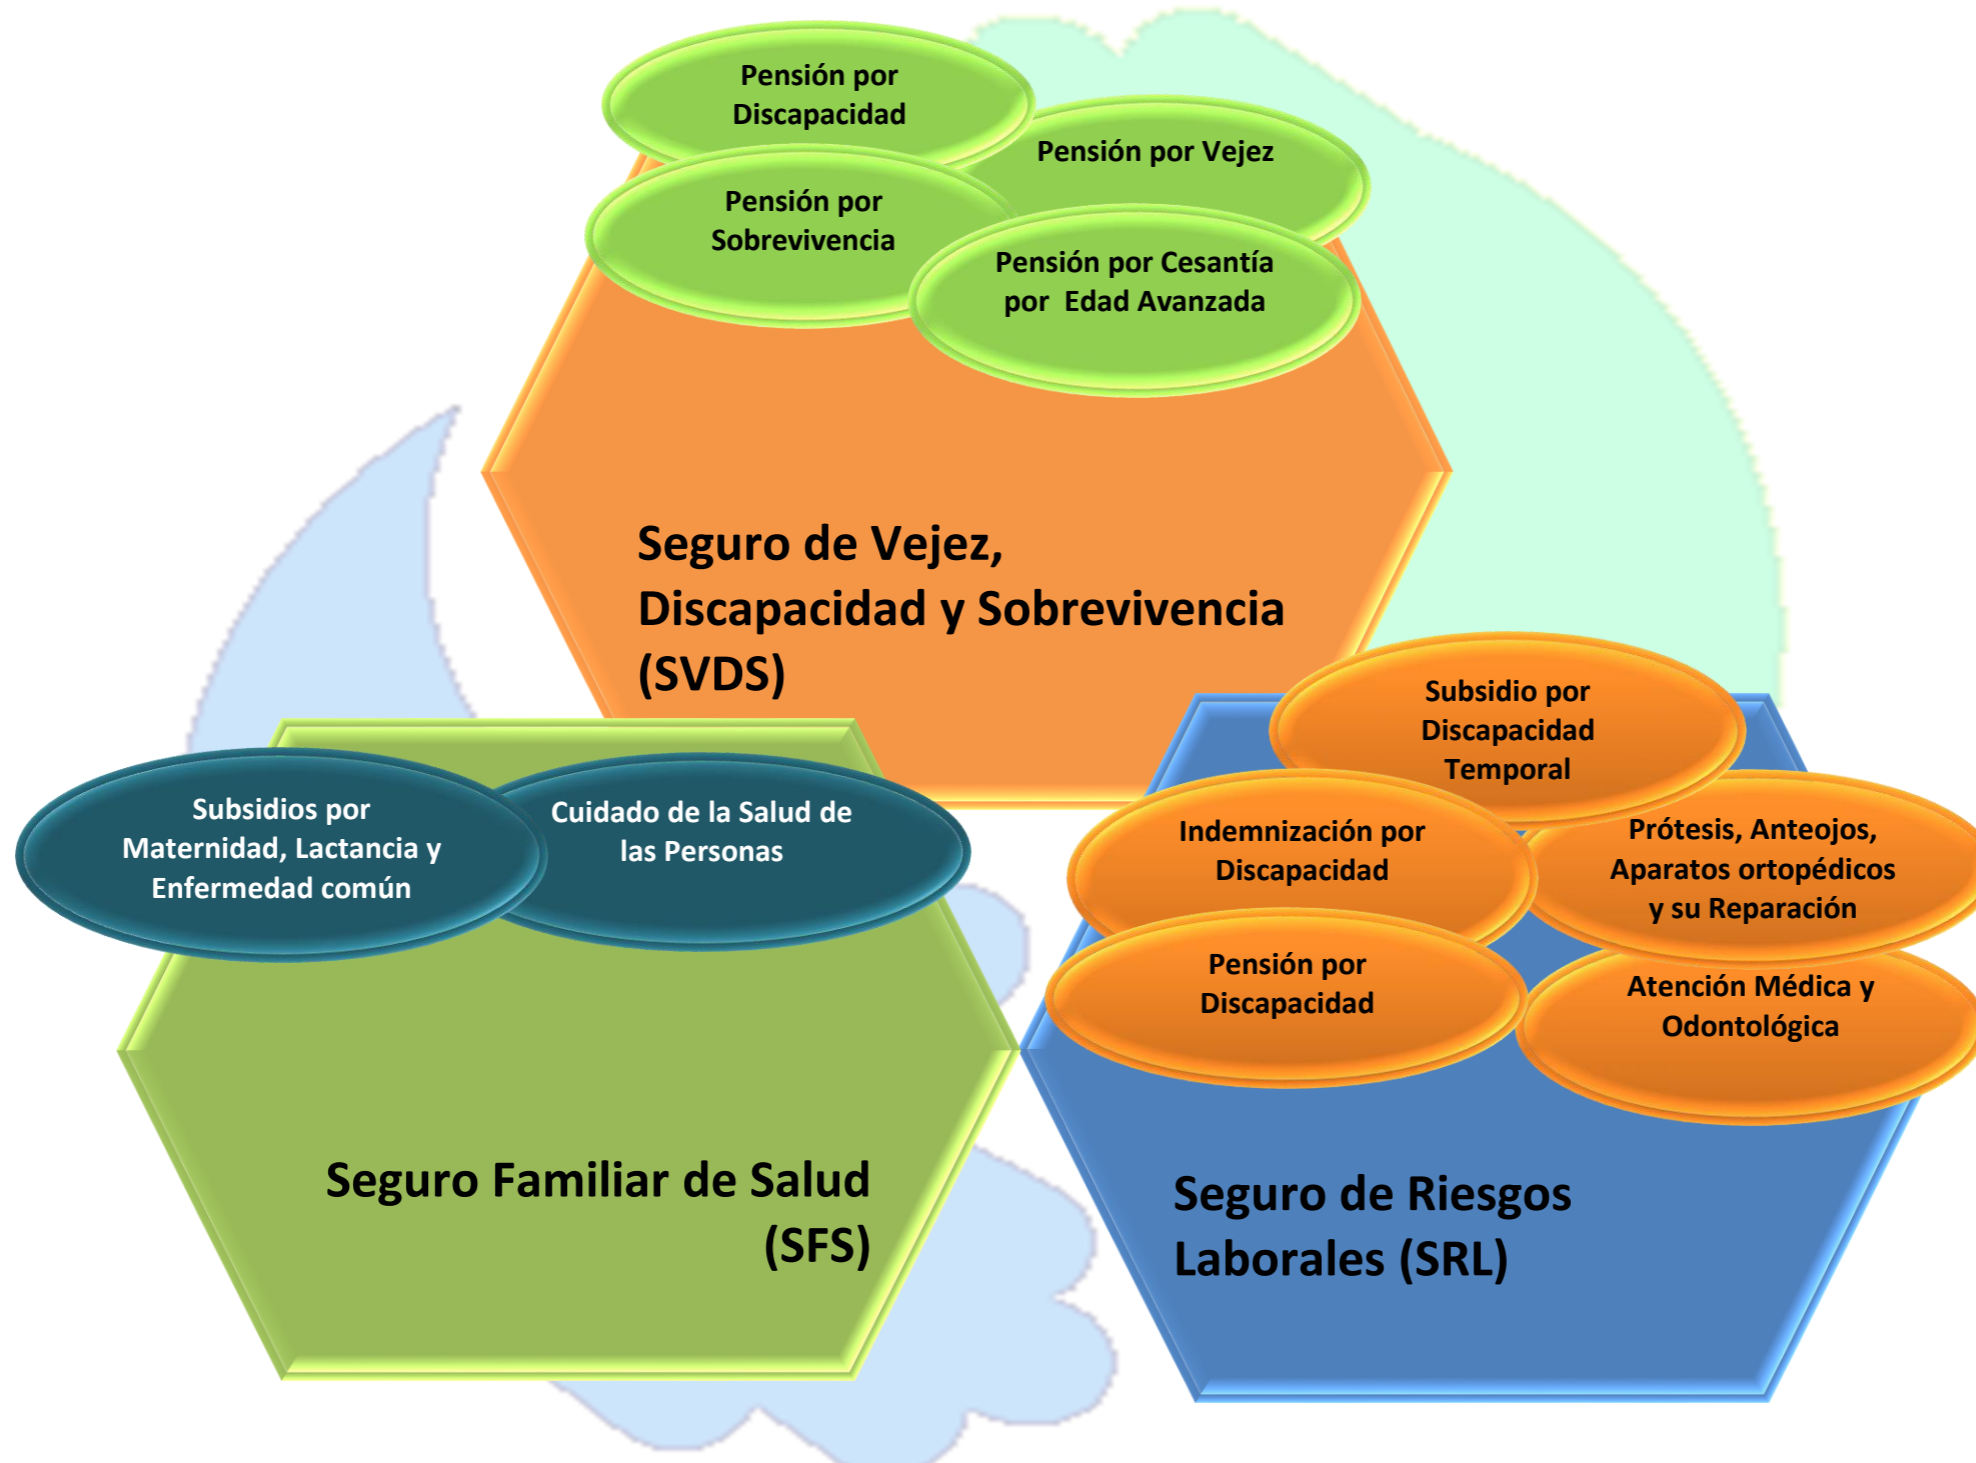 Pensión por
Discapacidad
Pensión por Vejez
Pensión por
Sobrevivencia
Pensión por Cesantía
por  Edad Avanzada
Seguro de Vejez,
Discapacidad y Sobrevivencia
(SVDS)
Subsidios por
Maternidad, Lactancia y
Enfermedad común
Cuidado de la Salud de
las Personas
Seguro Familiar de Salud
(SFS)
Subsidio por
Discapacidad
Temporal
Indemnización por
Discapacidad
Prótesis, Anteojos,
Aparatos ortopédicos
y su Reparación
Pensión por
Discapacidad
Atención Médica y
Odontológica
Seguro de Riesgos
Laborales (SRL)